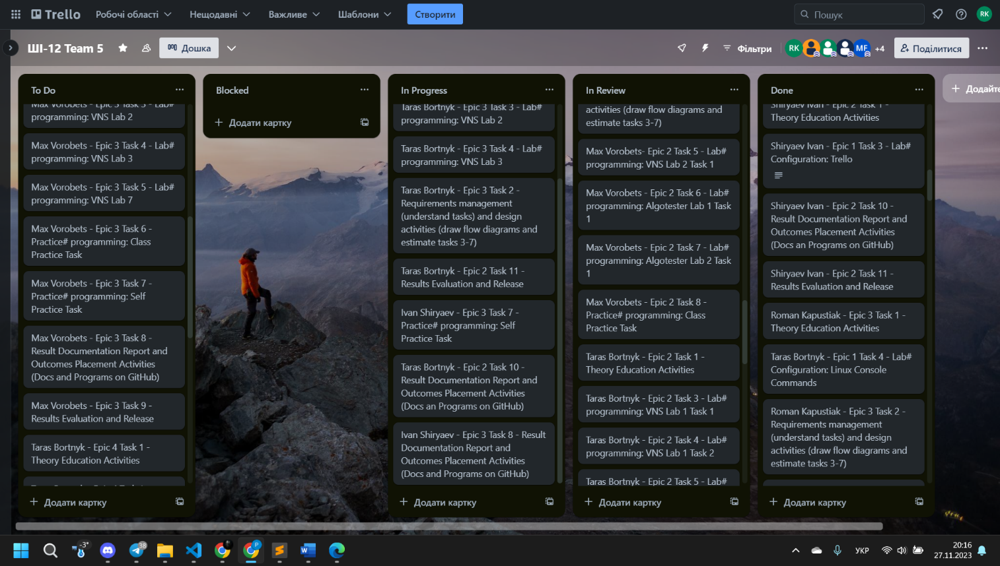 Trello
Робочі області
Нещодавні
Важливе
Шаблони
Створити
Пошук
RK
ШІ-12 Team 5
Дошка
Фільтри
RK
MF
+4
Поділитися
To Do
Max Vorobets - Epic 3 Task 3 - Lab#
programming: VNS Lab 2
Max Vorobets - Epic 3 Task 4 - Lab#
programming: VNS Lab 3
Max Vorobets - Epic 3 Task 5 - Lab#
programming: VNS Lab 7
Max Vorobets - Epic 3 Task 6 -
Practice# programming: Class
Practice Task
Max Vorobets - Epic 3 Task 7 -
Practice# programming: Self
Practice Task
Max Vorobets - Epic 3 Task 8 -
Result Documentation Report and
Outcomes Placement Activities
(Docs and Programs on GitHub)
Max Vorobets - Epic 3 Task 9 -
Results Evaluation and Release
Taras Bortnyk - Epic 4 Task 1 -
Theory Education Activities
Додати картку
Blocked
Додати картку
In Progress
Taras Bortnyk - Epic 3 Task 3 - Lab#
programming: VNS Lab 2
Taras Bortnyk - Epic 3 Task 4 - Lab#
programming: VNS Lab 3
Taras Bortnyk - Epic 3 Task 2 -
Requirements management
(understand tasks) and design
activities (draw flow diagrams and
estimate tasks 3-7)
Taras Bortnyk - Epic 2 Task 11 -
Results Evaluation and Release
Ivan Shiryaev - Epic 3 Task 7 -
Practice# programming: Self
Practice Task
Taras Bortnyk - Epic 2 Task 10 -
Result Documentation Report and
Outcomes Placement Activities
(Docs an Programs on GitHub)
Ivan Shiryaev - Epic 3 Task 8 - Result
Documentation Report and
Outcomes Placement Activities
(Docs and Programs on GitHub)
Додати картку
In Review
activities (draw flow diagrams and
estimate tasks 3-7)
Max Vorobets- Epic 2 Task 5 - Lab#
programming: VNS Lab 2 Task 1
Max Vorobets - Epic 2 Task 6 - Lab#
programming: Algotester Lab 1 Task
1
Max Vorobets - Epic 2 Task 7 - Lab#
programming: Algotester Lab 2 Task
1
Max Vorobets - Epic 2 Task 8 -
Practice# programming: Class
Practice Task
Taras Bortnyk - Epic 2 Task 1 -
Theory Education Activities
Taras Bortnyk - Epic 2 Task 3 - Lab#
programming: VNS Lab 1 Task 1
Taras Bortnyk - Epic 2 Task 4 - Lab#
programming: VNS Lab 1 Task 2
Taras Bortnyk - Epic 2 Task 5 - Lab#
Додати картку
Done
Shiryaev Ivan - Epic 2 Task 1 -
Theory Education Activities
Shiryaev Ivan - Epic 1 Task 3 - Lab#
Configuration: Trello
Shiryaev Ivan - Epic 2 Task 10 -
Result Documentation Report and
Outcomes Placement Activities
(Docs an Programs on GitHub)
Shiryaev Ivan - Epic 2 Task 11 -
Results Evaluation and Release
Roman Kapustiak - Epic 3 Task 1 -
Theory Education Activities
Taras Bortnyk - Epic 1 Task 4 - Lab#
Configuration: Linux Console
Commands
Roman Kapustiak - Epic 3 Task 2 -
Requirements management
(understand tasks) and design
activities (draw flow diagrams and
estimate tasks 3-7)
Додати картку
Додайте
-3°
38
P
УКР
20:16
27.11.2023